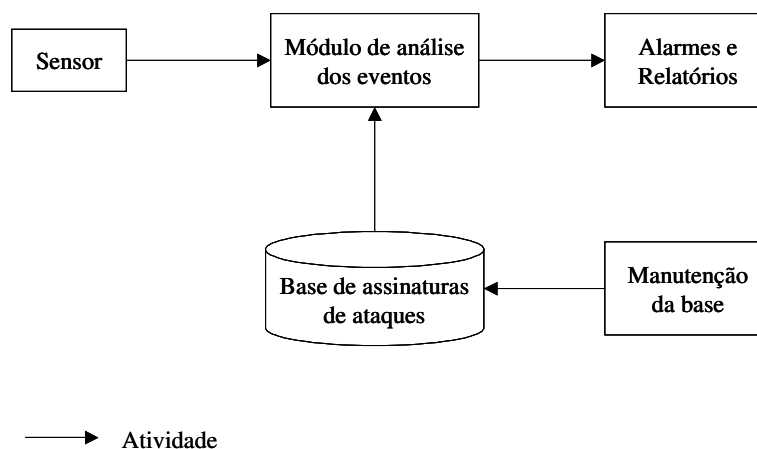 Sensor
Módulo de análise
dos eventos
Alarmes e
Relatórios
Base de assinaturas
de ataques
Manutenção
da base
Atividade